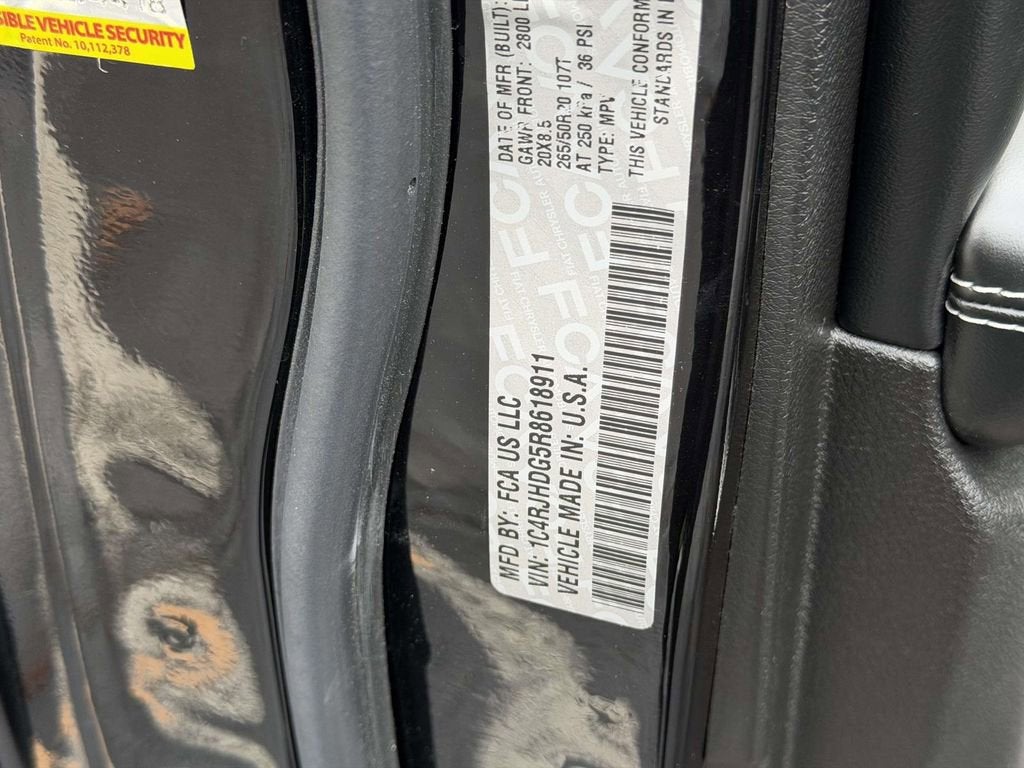 SIBLE VEHICLE SECURITY
Patent No. 10,112,378
MFD BY: FCA US LLC
DATE OF MFR (BUILT):
GAWR FRONT: 2800 L
VIN: 1C4RJHDG5R8618911
20X8.5
265/50R20 107T
VEHICLE MADE IN: U.S.A.
AT 250 kPa / 36 PSI
TYPE: MPV
THIS VEHICLE CONFORM
STANDARDS IN